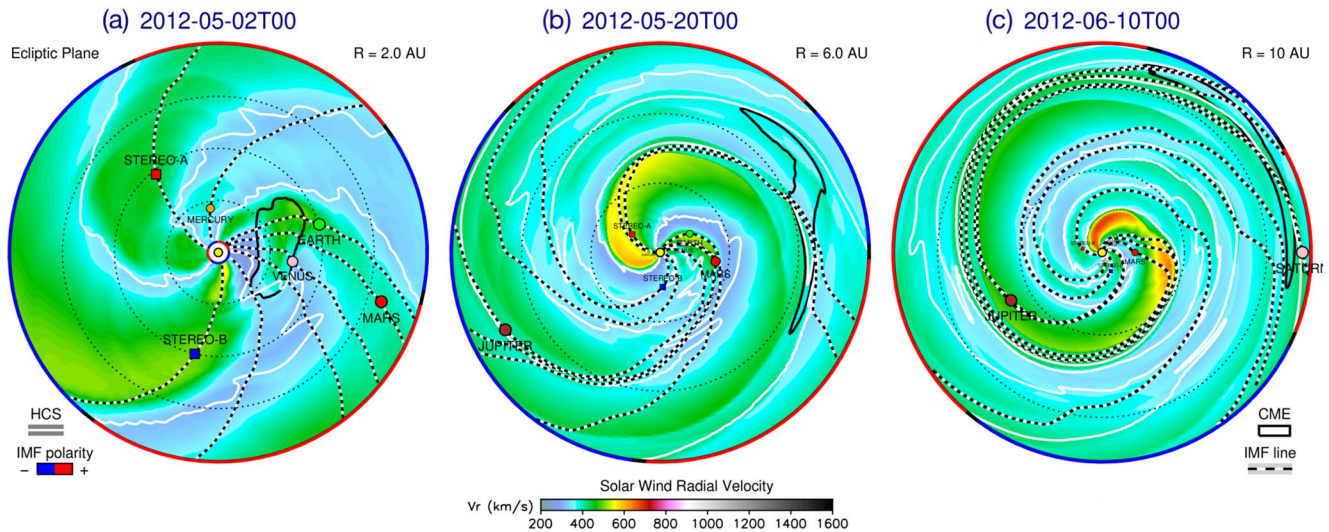 (a) 2012-05-02T00
Ecliptic Plane
R = 2.0 AU
STEREO-A
MERCURY
EARTH
VENUS
MARS
STEREO-B
HCS
IMF polarity
− +
(b) 2012-05-20T00
R = 6.0 AU
STEREO-A
STEREO-B
MARS
JUPITER
(c) 2012-06-10T00
R = 10 AU
MARS
SATURN
JUPITER
CME
IMF line
Solar Wind Radial Velocity
Vr (km/s)
200 400 600 800 1000 1200 1400 1600